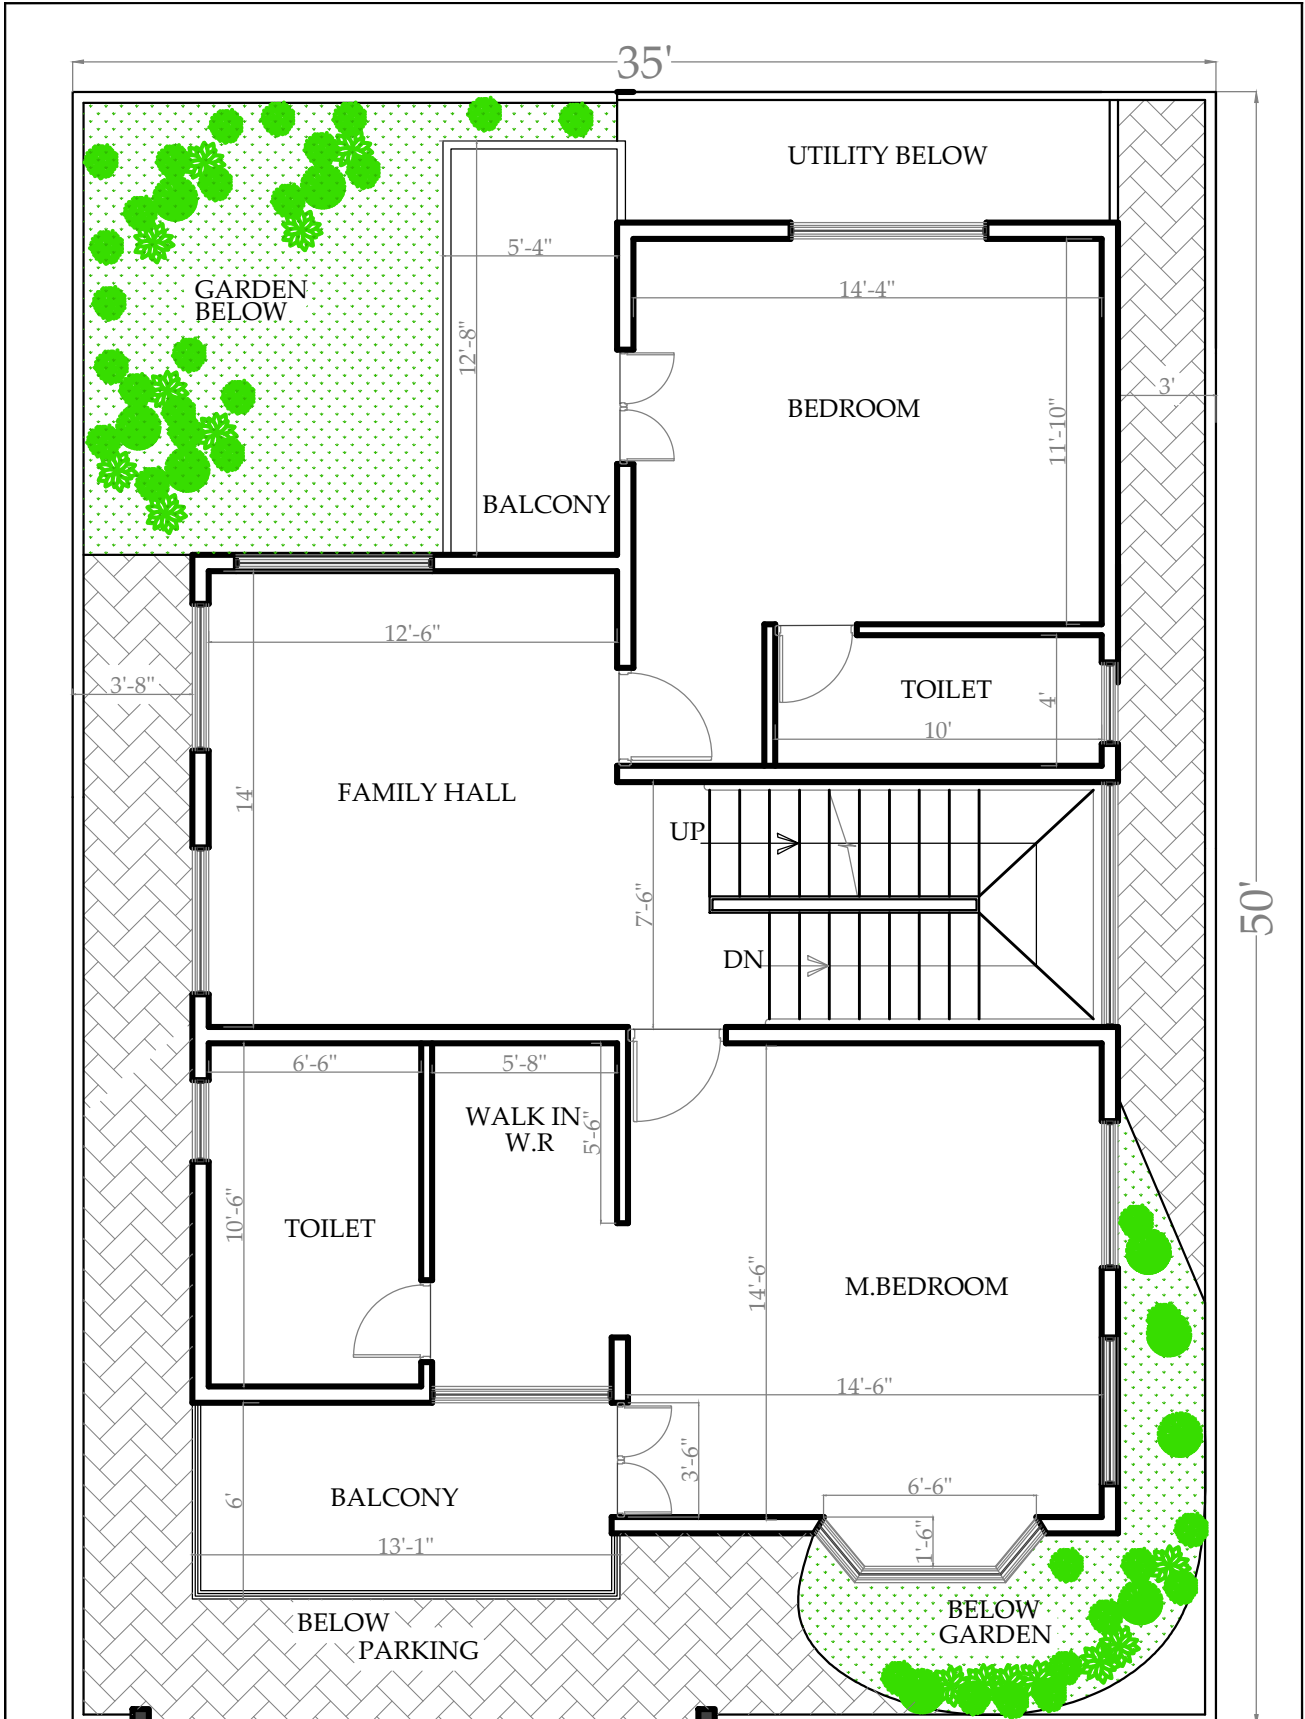 35'
UTILITY BELOW
5'-4"
14'-4"
GARDEN
BELOW
12'-8"
3'
BEDROOM
11'-10"
BALCONY
12'-6"
3'-8"
TOILET
4'
10'
14'
FAMILY HALL
UP
7'-6"
50'
DN
6'-6"
5'-8"
WALK IN
W.R
5'-6"
10'-6"
TOILET
14'-6"
M.BEDROOM
14'-6"
3'-6"
6'-6"
6'
BALCONY
1'-6"
13'-1"
BELOW
PARKING
BELOW
GARDEN